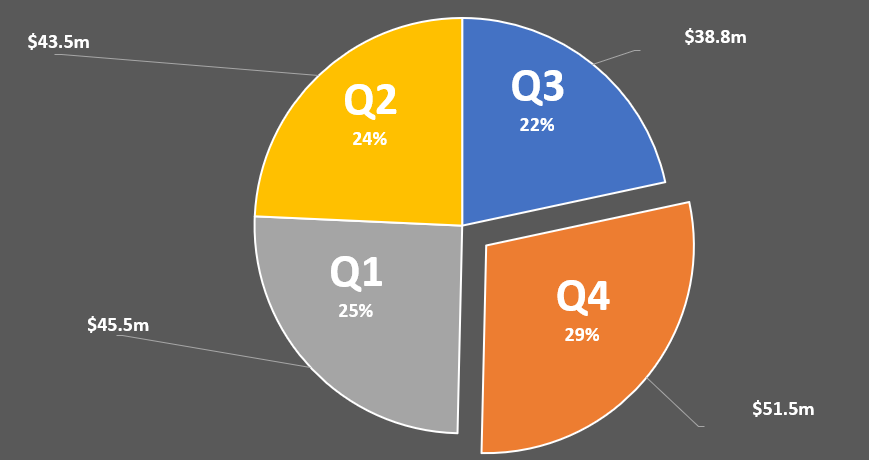 $43.5m
$38.8m
Q2
24%
Q3
22%
Q1
25%
$45.5m
Q4
29%
$51.5m